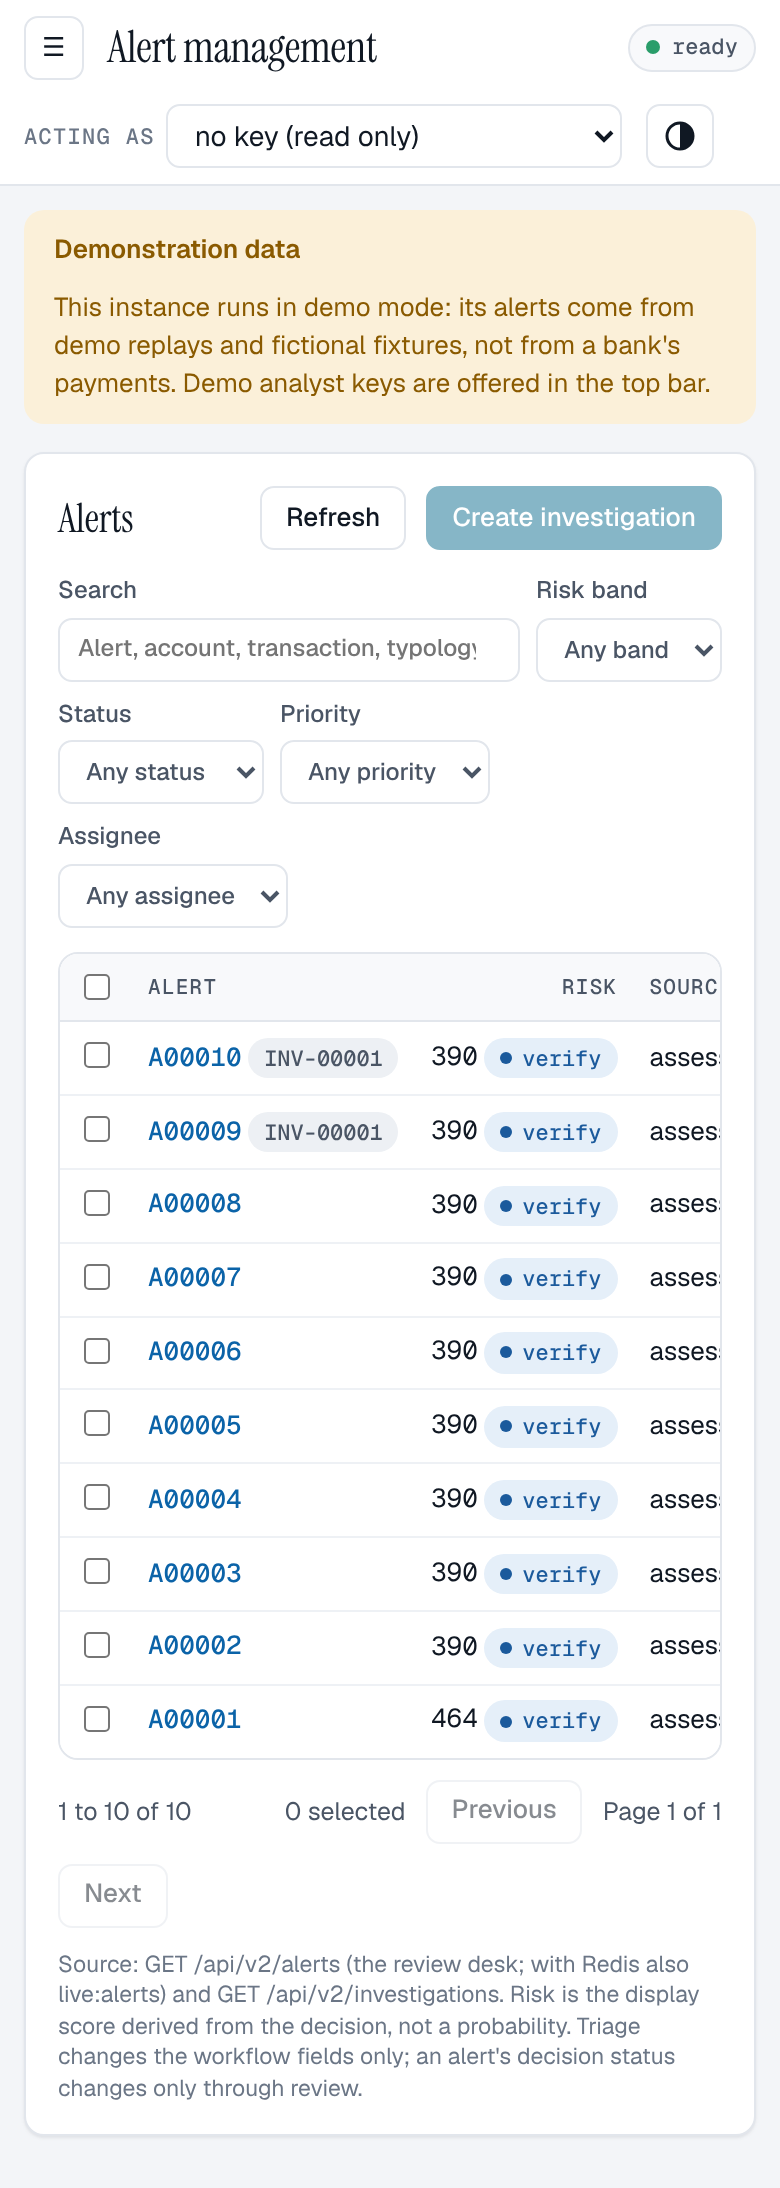 ☰ Alert management ready
ACTING AS no key (read only)
Demonstration data
This instance runs in demo mode: its alerts come from
demo replays and fictional fixtures, not from a bank's
payments. Demo analyst keys are offered in the top bar.
Alerts Refresh Create investigation
Search Risk band
Alert, account, transaction, typology Any band
Status Priority
Any status Any priority
Assignee
Any assignee
ALERT RISK SOURC
A00010 INV-00001 390 verify asses
A00009 INV-00001 390 verify asses
A00008 390 verify asses
A00007 390 verify asses
A00006 390 verify asses
A00005 390 verify asses
A00004 390 verify asses
A00003 390 verify asses
A00002 390 verify asses
A00001 464 verify asses
1 to 10 of 10 0 selected Previous Page 1 of 1
Next
Source: GET /api/v2/alerts (the review desk; with Redis also
live:alerts) and GET /api/v2/investigations. Risk is the display
score derived from the decision, not a probability. Triage
changes the workflow fields only; an alert's decision status
changes only through review.